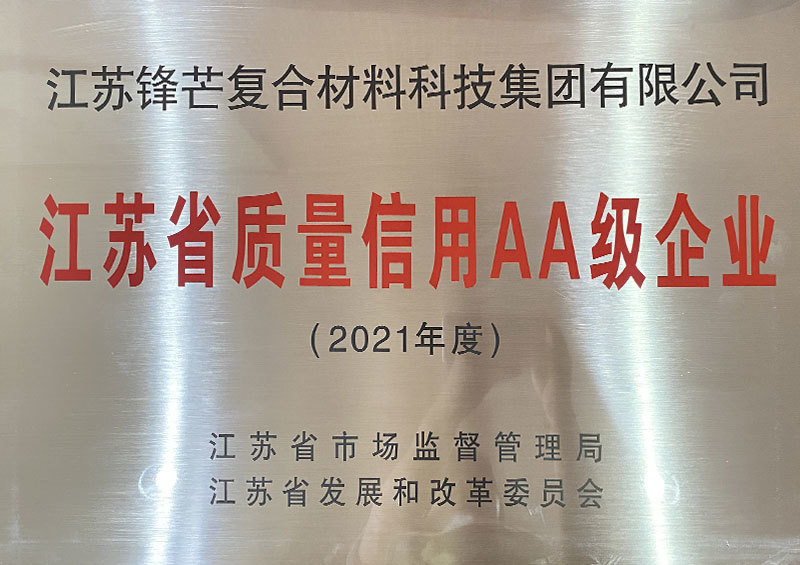 江苏锋芒复合材料科技集团有限公司
江苏省质量信用AA级企业
(2021年度)
江苏省市场监督管理局
江苏省发展和改革委员会